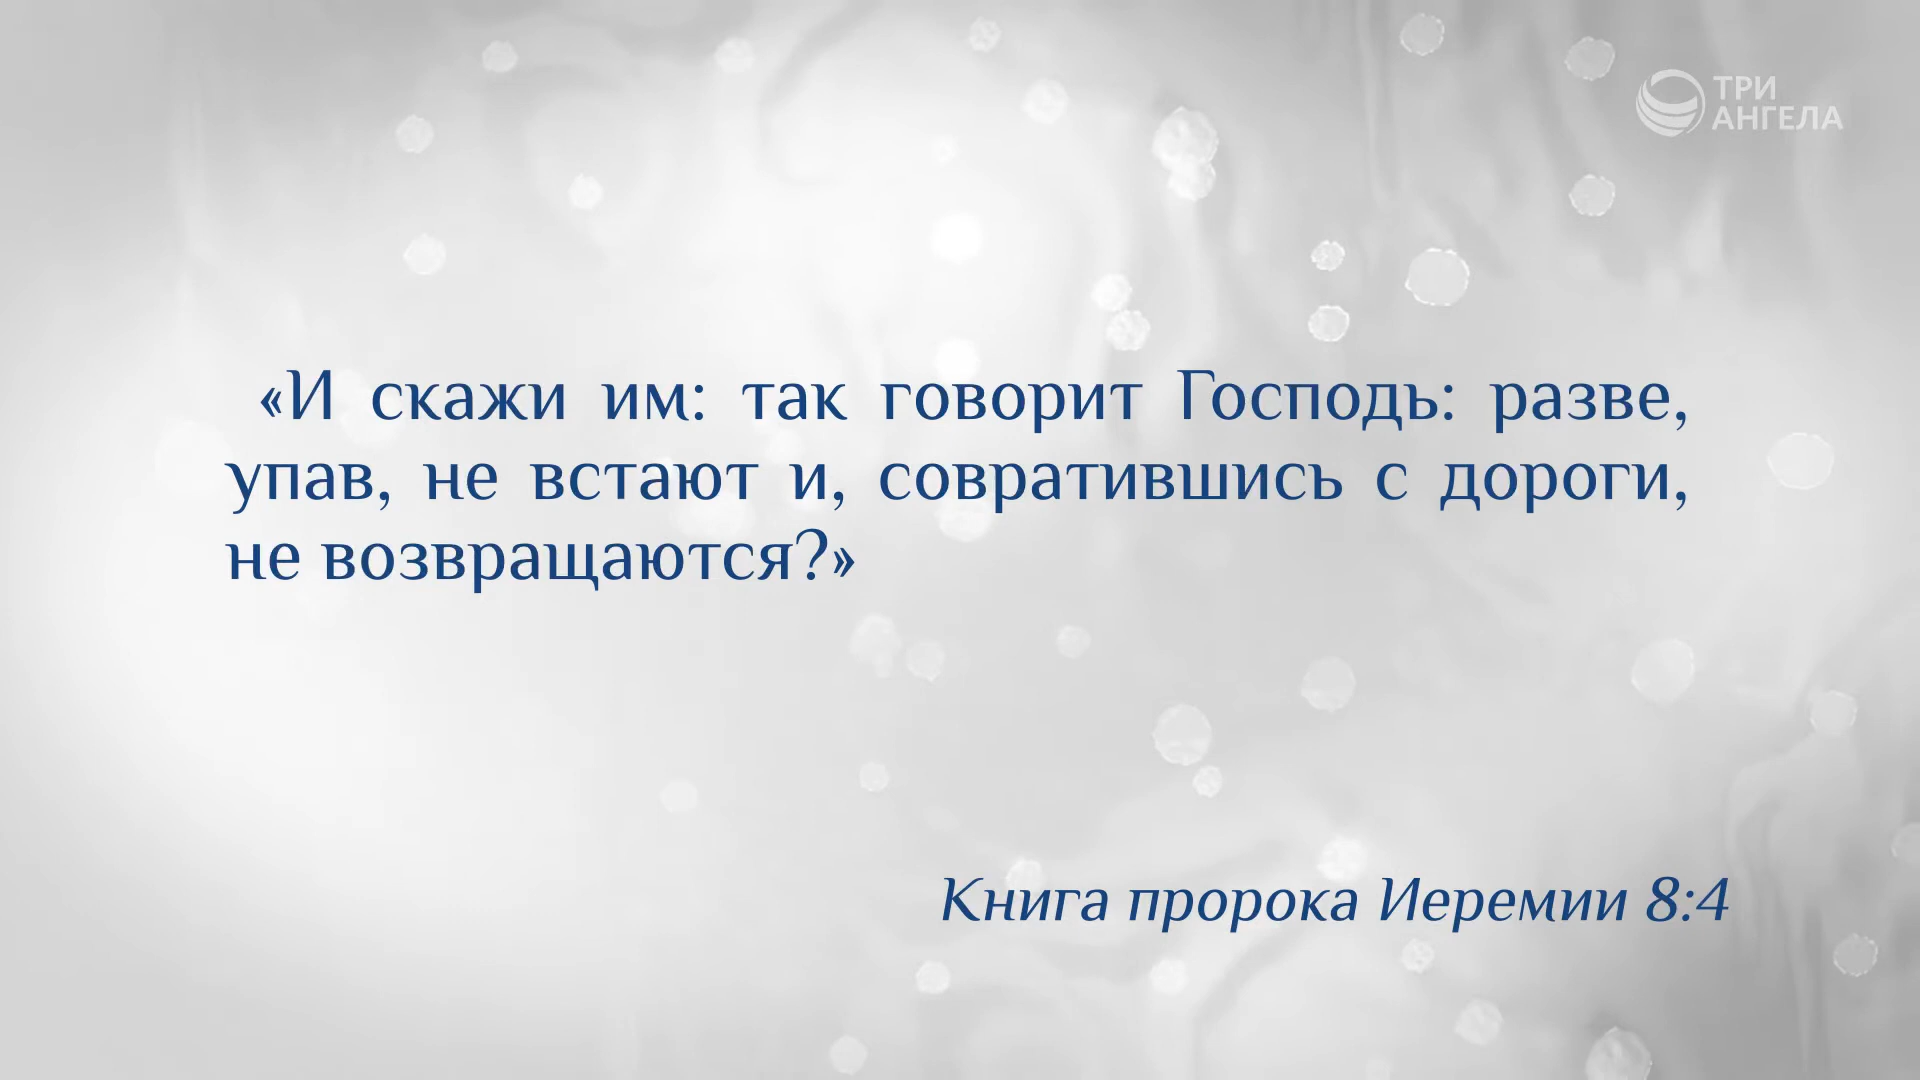 ТРИ
АНГЕЛА
«И скажи им: так говорит Господь: разве,
упав, не встают и, совратившись с дороги,
не возвращаются?»
Книга пророка Иеремии 8:4